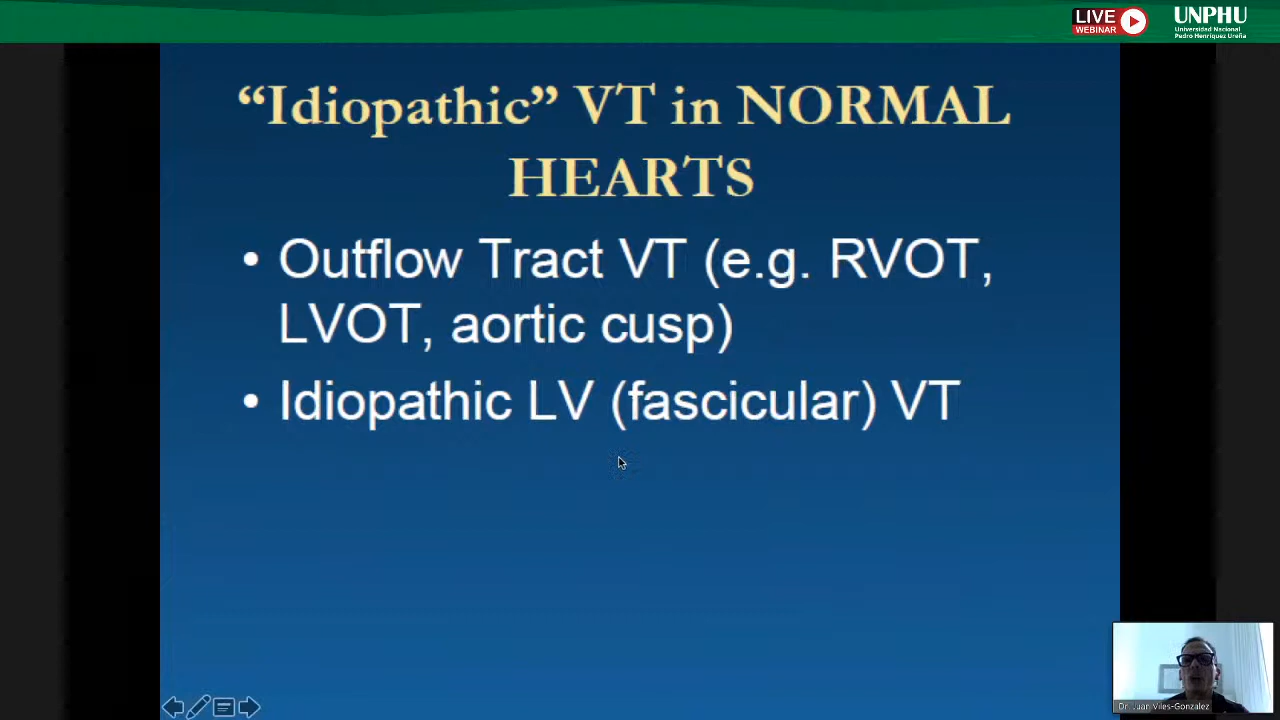 LIVE
WEBINAR
UNPHU
Universidad Nacional
Pedro Henríquez Ureña
“Idiopathic” VT in NORMAL
HEARTS
• Outflow Tract VT (e.g. RVOT,
LVOT, aortic cusp)
• Idiopathic LV (fascicular) VT
Dr. Juan Viles-Gonzalez